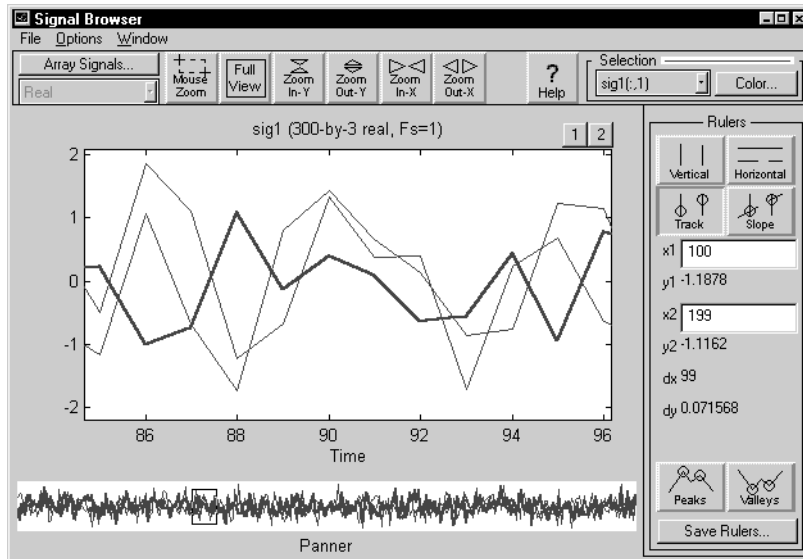 Signal Browser
File Options Window
Array Signals...
Real
Mouse Zoom
Full View
Zoom In-Y
Zoom Out-Y
Zoom In-X
Zoom Out-X
? Help
Selection
sig1(:,1)
Color...
sig1 (300-by-3 real, Fs=1)
1 2
2
1
0
-1
-2
86 88 90 92 94 96
Time
Panner
Rulers
Vertical
Horizontal
Track
Slope
x1 100
y1 -1.1878
x2 199
y2 -1.1162
dx 99
dy 0.071568
Peaks
Valleys
Save Rulers...